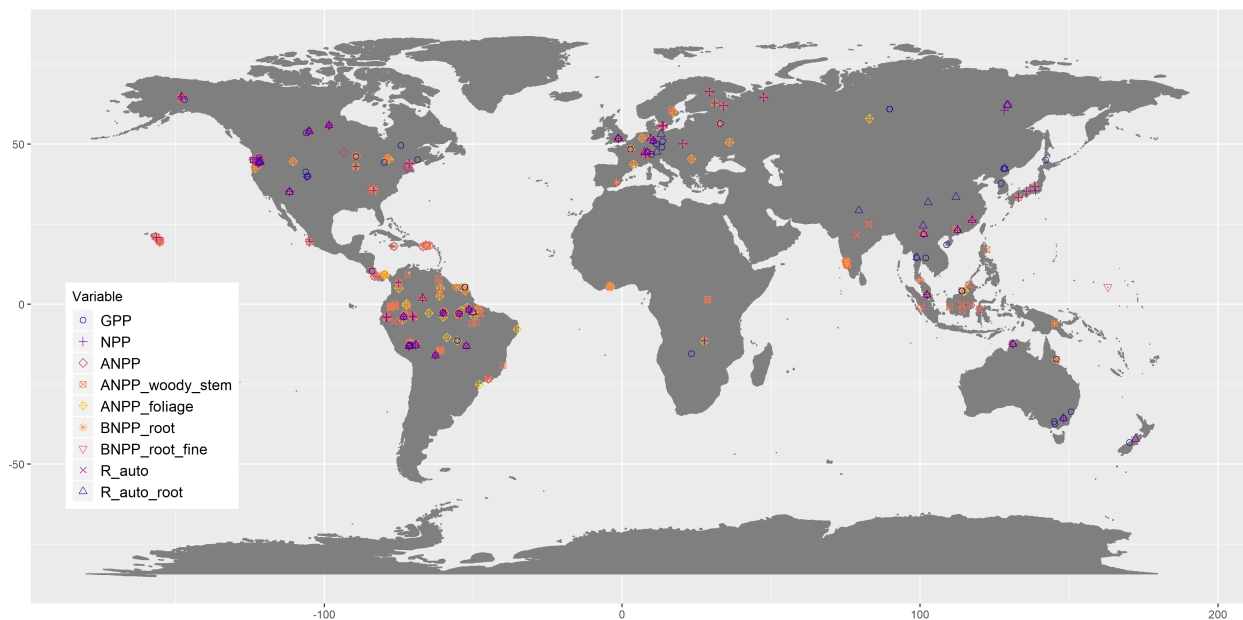 50
0
-50
Variable
GPP
NPP
ANPP
ANPP_woody_stem
ANPP_foliage
BNPP_root
BNPP_root_fine
R_auto
R_auto_root
-100
0
100
200